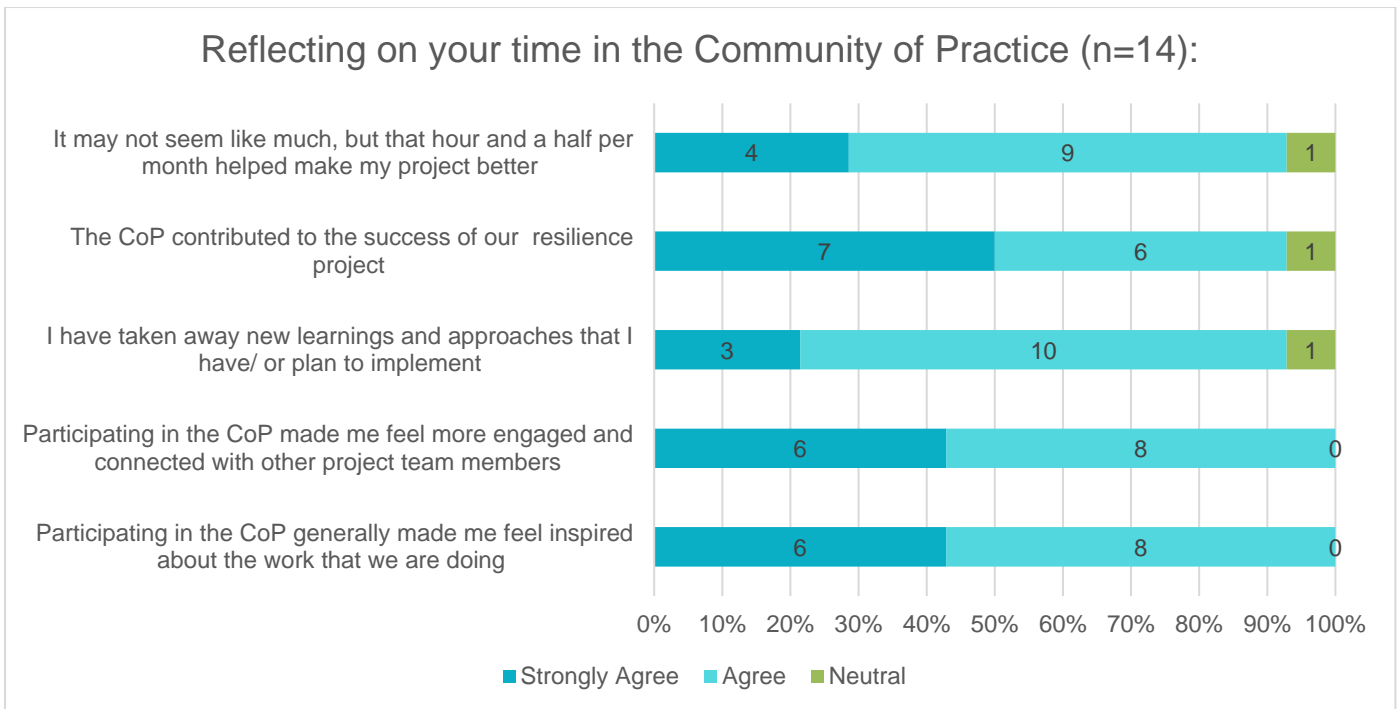 Reflecting on your time in the Community of Practice (n=14):
It may not seem like much, but that hour and a half per
month helped make my project better
4 9 1
The CoP contributed to the success of our resilience
project
7 6 1
I have taken away new learnings and approaches that I
have/ or plan to implement
3 10 1
Participating in the CoP made me feel more engaged and
connected with other project team members
6 8 0
Participating in the CoP generally made me feel inspired
about the work that we are doing
6 8 0
0% 10% 20% 30% 40% 50% 60% 70% 80% 90% 100%
Strongly Agree Agree Neutral